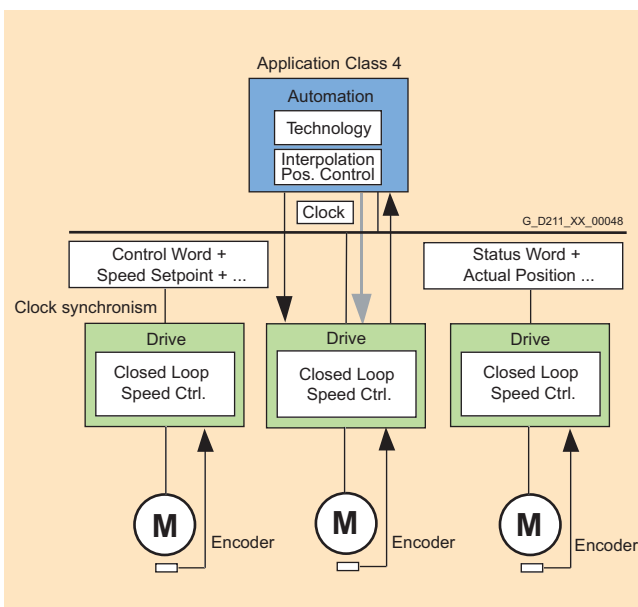 Application Class 4
Automation
Technology
Interpolation
Pos. Control
Clock
G_D211_XX_00048
Control Word +
Speed Setpoint + ...
Status Word +
Actual Position ...
Clock synchronism
Drive
Closed Loop
Speed Ctrl.
Drive
Closed Loop
Speed Ctrl.
Drive
Closed Loop
Speed Ctrl.
M
Encoder
M
Encoder
M
Encoder